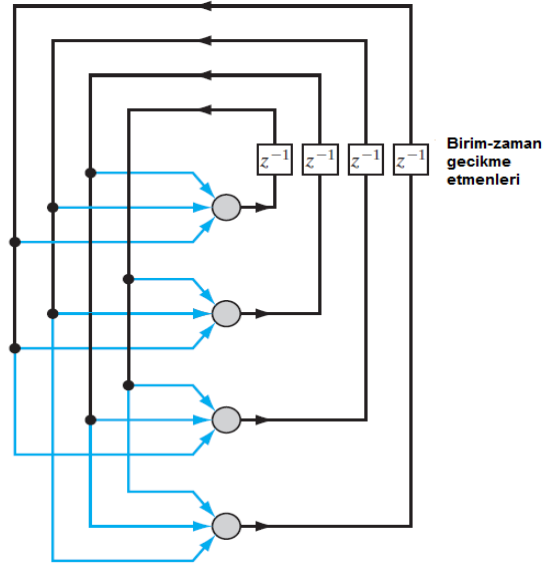 Birim-zaman
gecikme
etmenleri
z⁻¹ z⁻¹ z⁻¹ z⁻¹